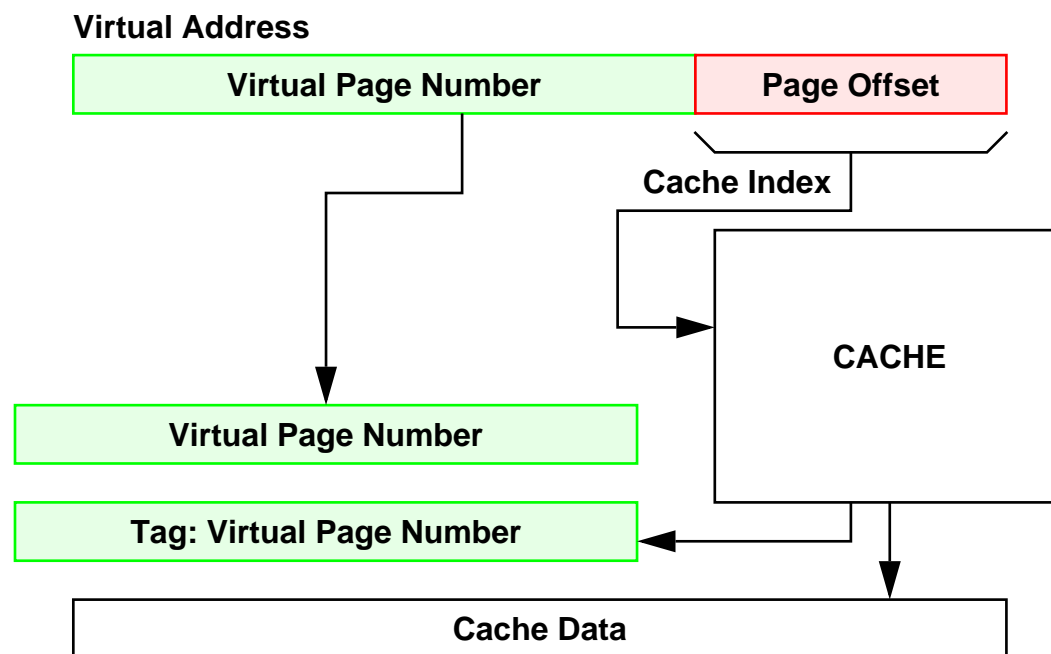 Virtual Address
Virtual Page Number
Page Offset
Cache Index
CACHE
Virtual Page Number
Tag: Virtual Page Number
Cache Data